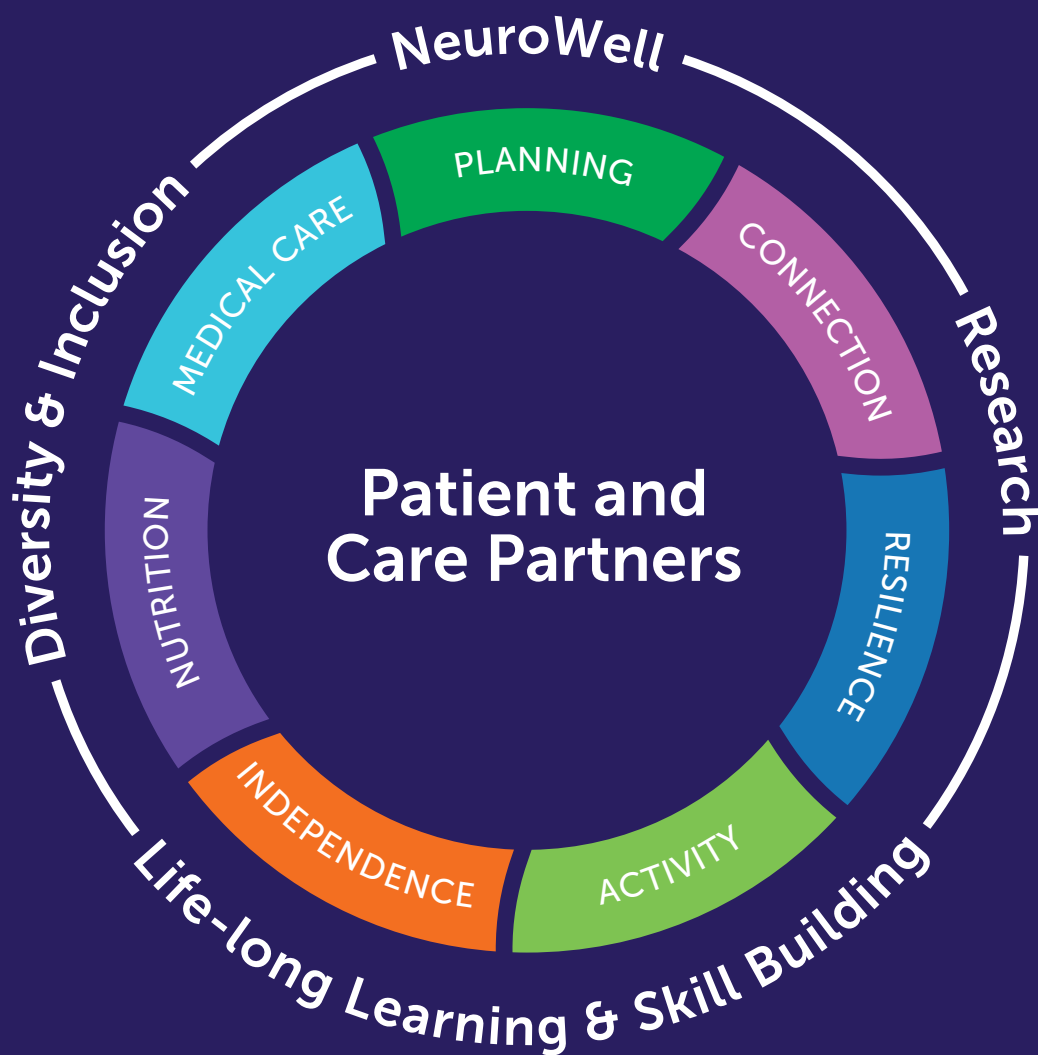 NeuroWell
Research
Life-long Learning & Skill Building
Diversity & Inclusion
PLANNING
CONNECTION
RESILIENCE
ACTIVITY
INDEPENDENCE
NUTRITION
MEDICAL CARE
Patient and
Care Partners